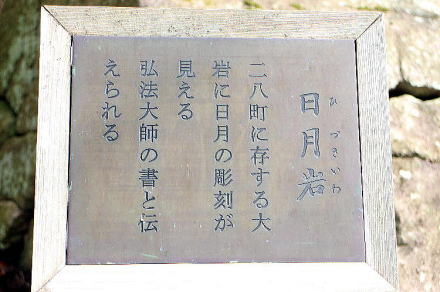 日月岩
ひづきいわ
二八町に存する大
岩に日月の彫刻が
見える
弘法大師の書と伝
えられる